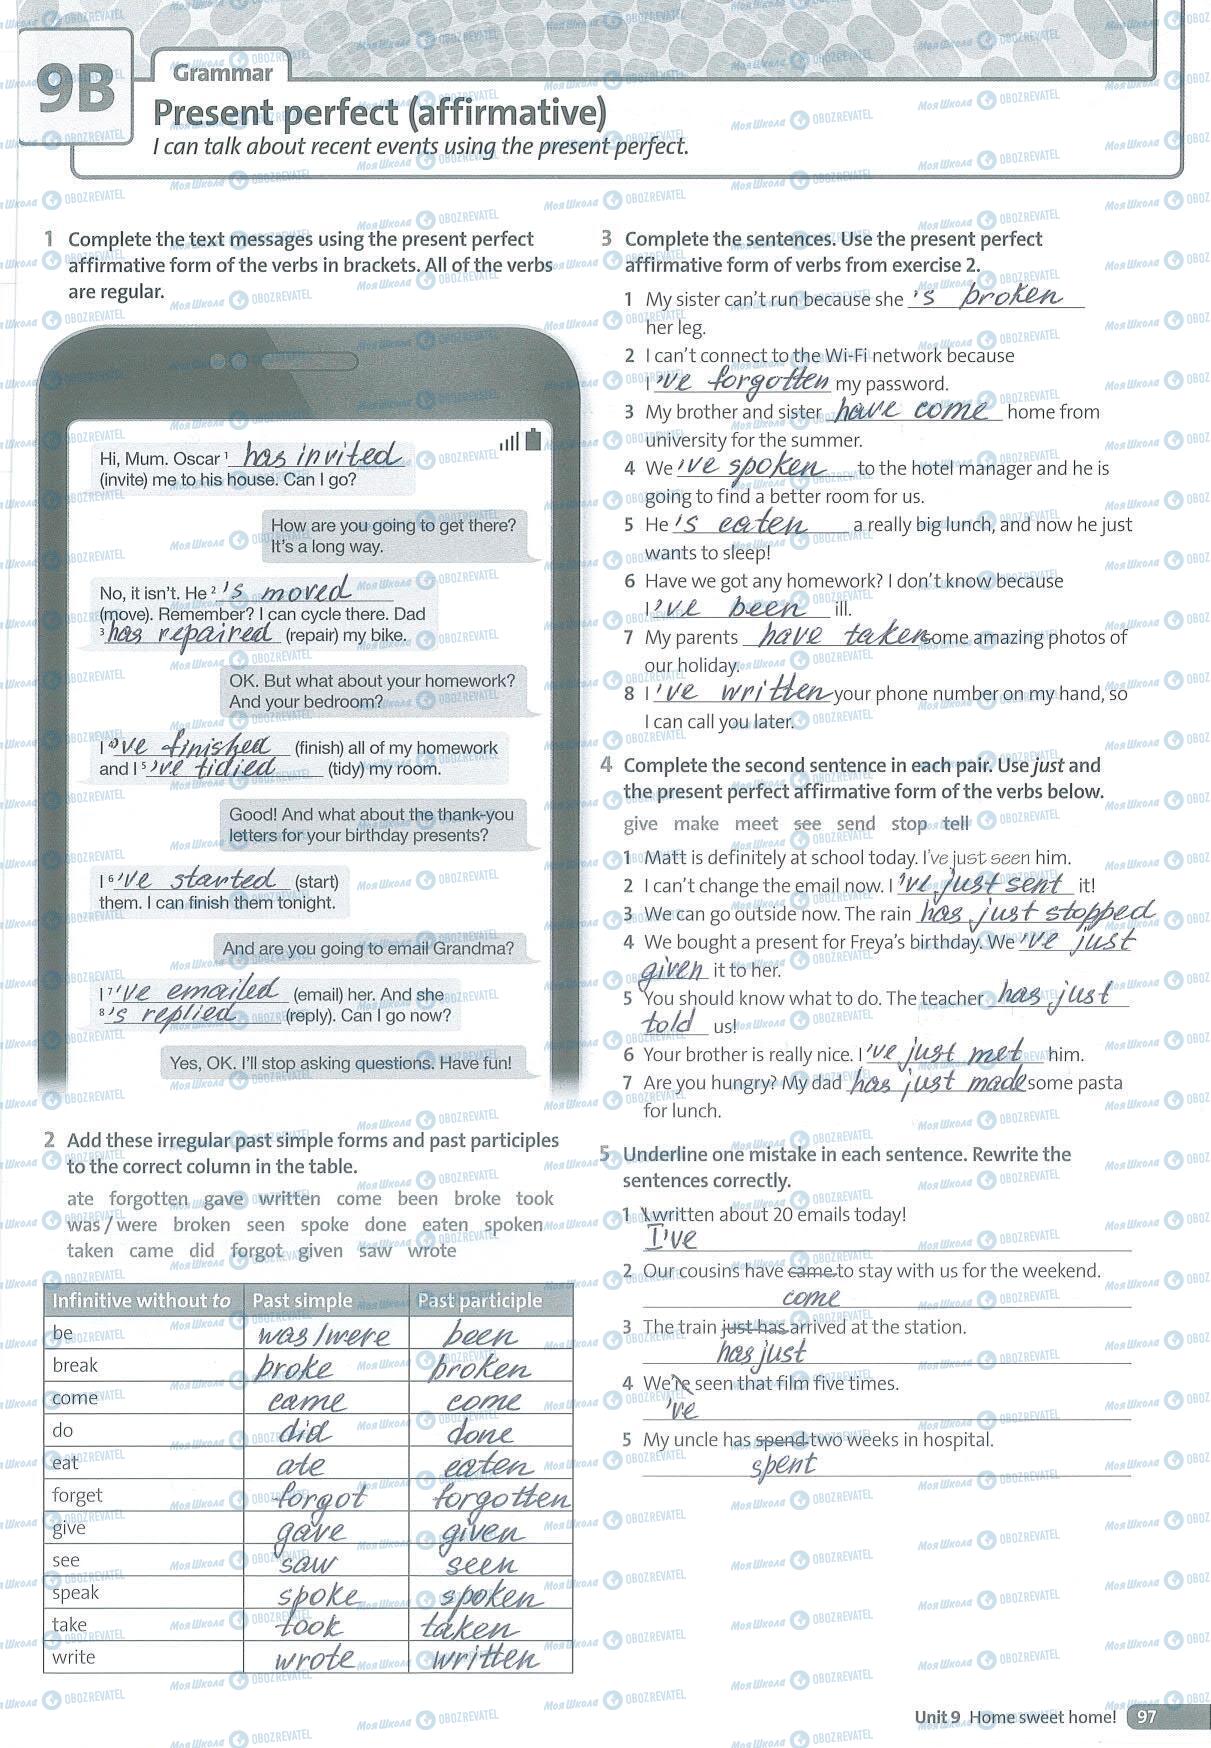 9B
Grammar
Present perfect (affirmative)
I can talk about recent events using the present perfect.
1 Complete the text messages using the present perfect
affirmative form of the verbs in brackets. All of the verbs
are regular.
Hi, Mum. Oscar ¹ has invited
(invite) me to his house. Can I go?
How are you going to get there?
It's a long way.
No, it isn't. He ² 's moved
(move). Remember? I can cycle there. Dad
³ has repaired (repair) my bike.
OK. But what about your homework?
And your bedroom?
I ⁴ 've finished (finish) all of my homework
and I ⁵ 've tidied (tidy) my room.
Good! And what about the thank-you
letters for your birthday presents?
I ⁶ 've started (start)
them. I can finish them tonight.
And are you going to email Grandma?
I ⁷ 've emailed (email) her. And she
⁸ 's replied (reply). Can I go now?
Yes, OK. I'll stop asking questions. Have fun!
2 Add these irregular past simple forms and past participles
to the correct column in the table.
ate forgotten gave written come been broke took
was / were broken seen spoke done eaten spoken
taken came did forgot given saw wrote
Infinitive without to Past simple Past participle
be was/were been
break broke broken
come came come
do did done
eat ate eaten
forget forgot forgotten
give gave given
see saw seen
speak spoke spoken
take took taken
write wrote written
3 Complete the sentences. Use the present perfect
affirmative form of verbs from exercise 2.
1 My sister can't run because she 's broken
her leg.
2 I can't connect to the Wi-Fi network because
I 've forgotten my password.
3 My brother and sister have come home from
university for the summer.
4 We 've spoken to the hotel manager and he is
going to find a better room for us.
5 He 's eaten a really big lunch, and now he just
wants to sleep!
6 Have we got any homework? I don't know because
I 've been ill.
7 My parents have taken some amazing photos of
our holiday.
8 I 've written your phone number on my hand, so
I can call you later.
4 Complete the second sentence in each pair. Use just and
the present perfect affirmative form of the verbs below.
give make meet see send stop tell
1 Matt is definitely at school today. I've just seen him.
2 I can't change the email now. I 've just sent it!
3 We can go outside now. The rain has just stopped
4 We bought a present for Freya's birthday. We 've just
given it to her.
5 You should know what to do. The teacher has just
told us!
6 Your brother is really nice. I 've just met him.
7 Are you hungry? My dad has just made some pasta
for lunch.
5 Underline one mistake in each sentence. Rewrite the
sentences correctly.
1 I written about 20 emails today!
I've
2 Our cousins have came to stay with us for the weekend.
come
3 The train just has arrived at the station.
has just
4 We're seen that film five times.
've
5 My uncle has spend two weeks in hospital.
spent
Unit 9 Home sweet home! 97
МояШкола OBOZREVATEL